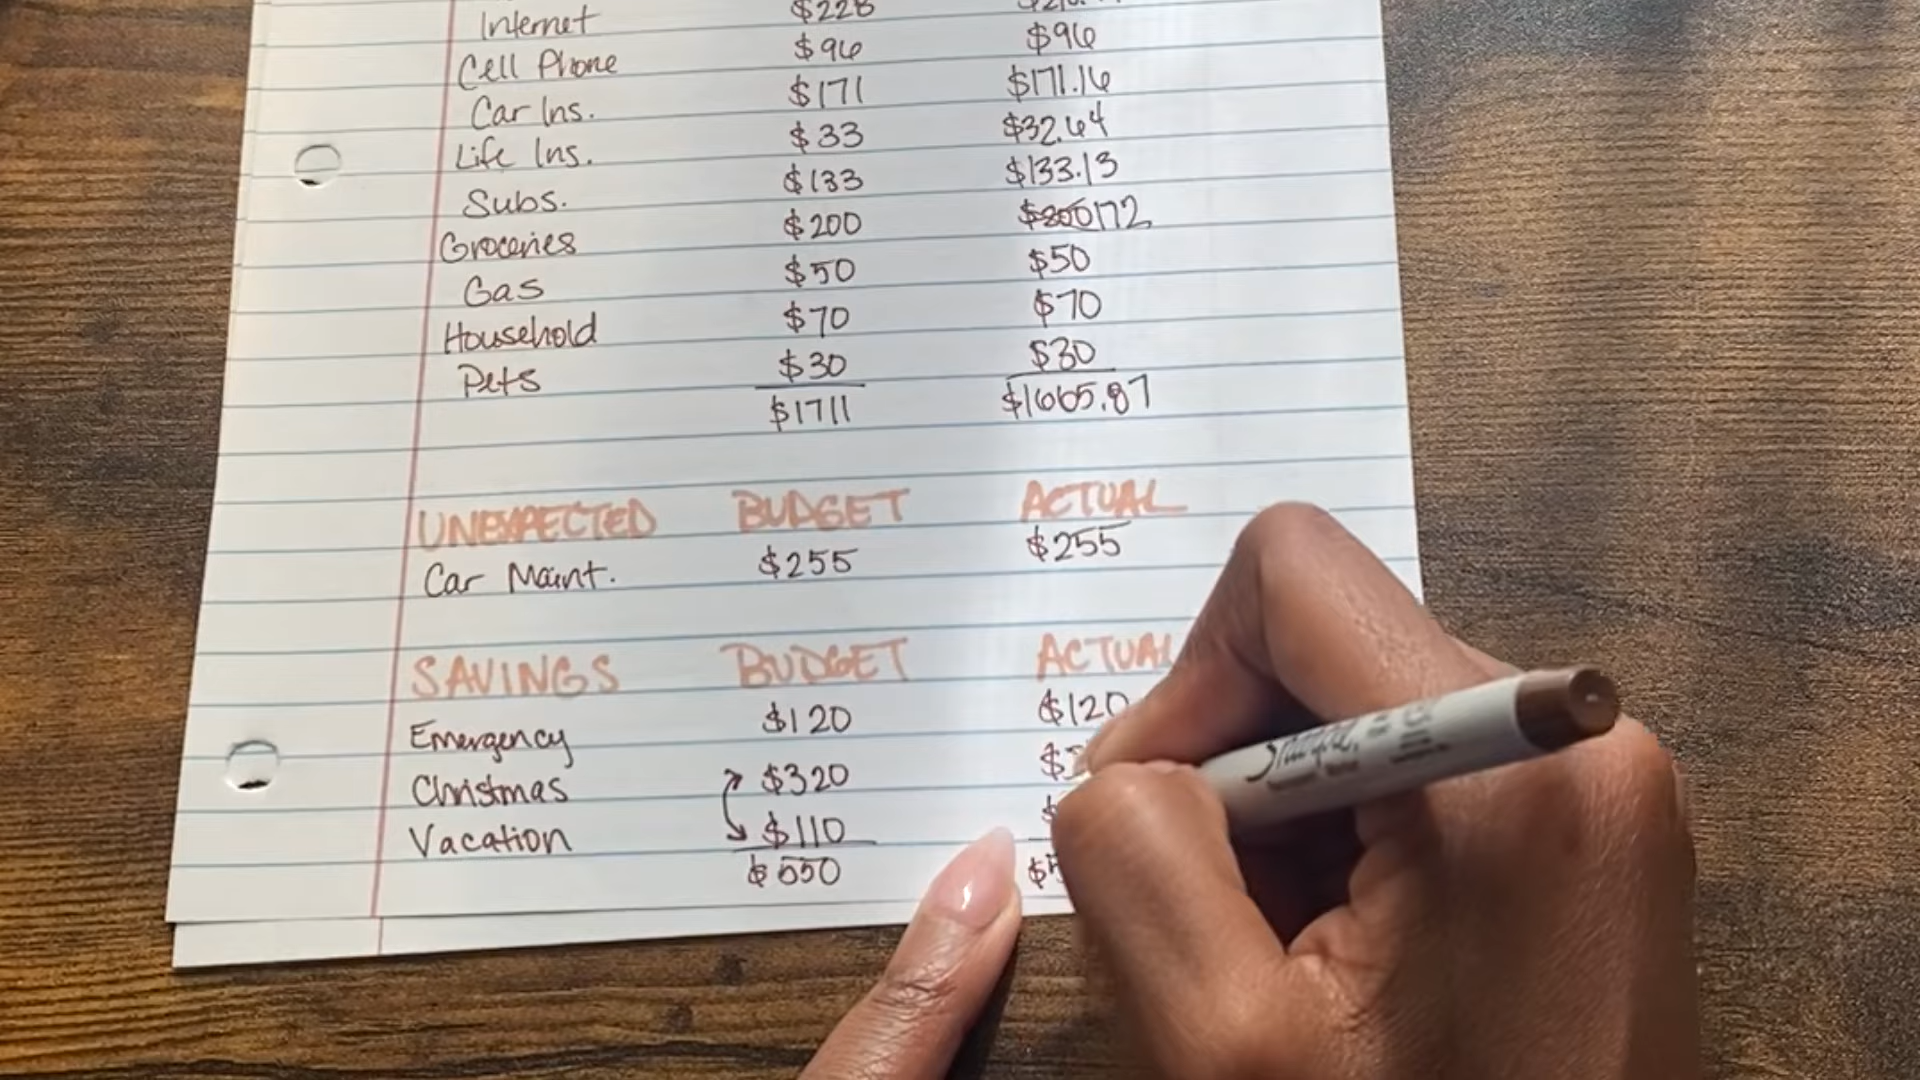 Internet $228
Cell Phone $96 $96
Car Ins. $171 $171.16
Life Ins. $33 $32.64
Subs. $133 $133.13
Groceries $200 $200 172
Gas $50 $50
Household $70 $70
Pets $30 $30
$1711 $1665.87
UNEXPECTED BUDGET ACTUAL
Car Maint. $255 $255
SAVINGS BUDGET ACTUAL
Emergency $120 $120
Christmas $320
Vacation $110
$550